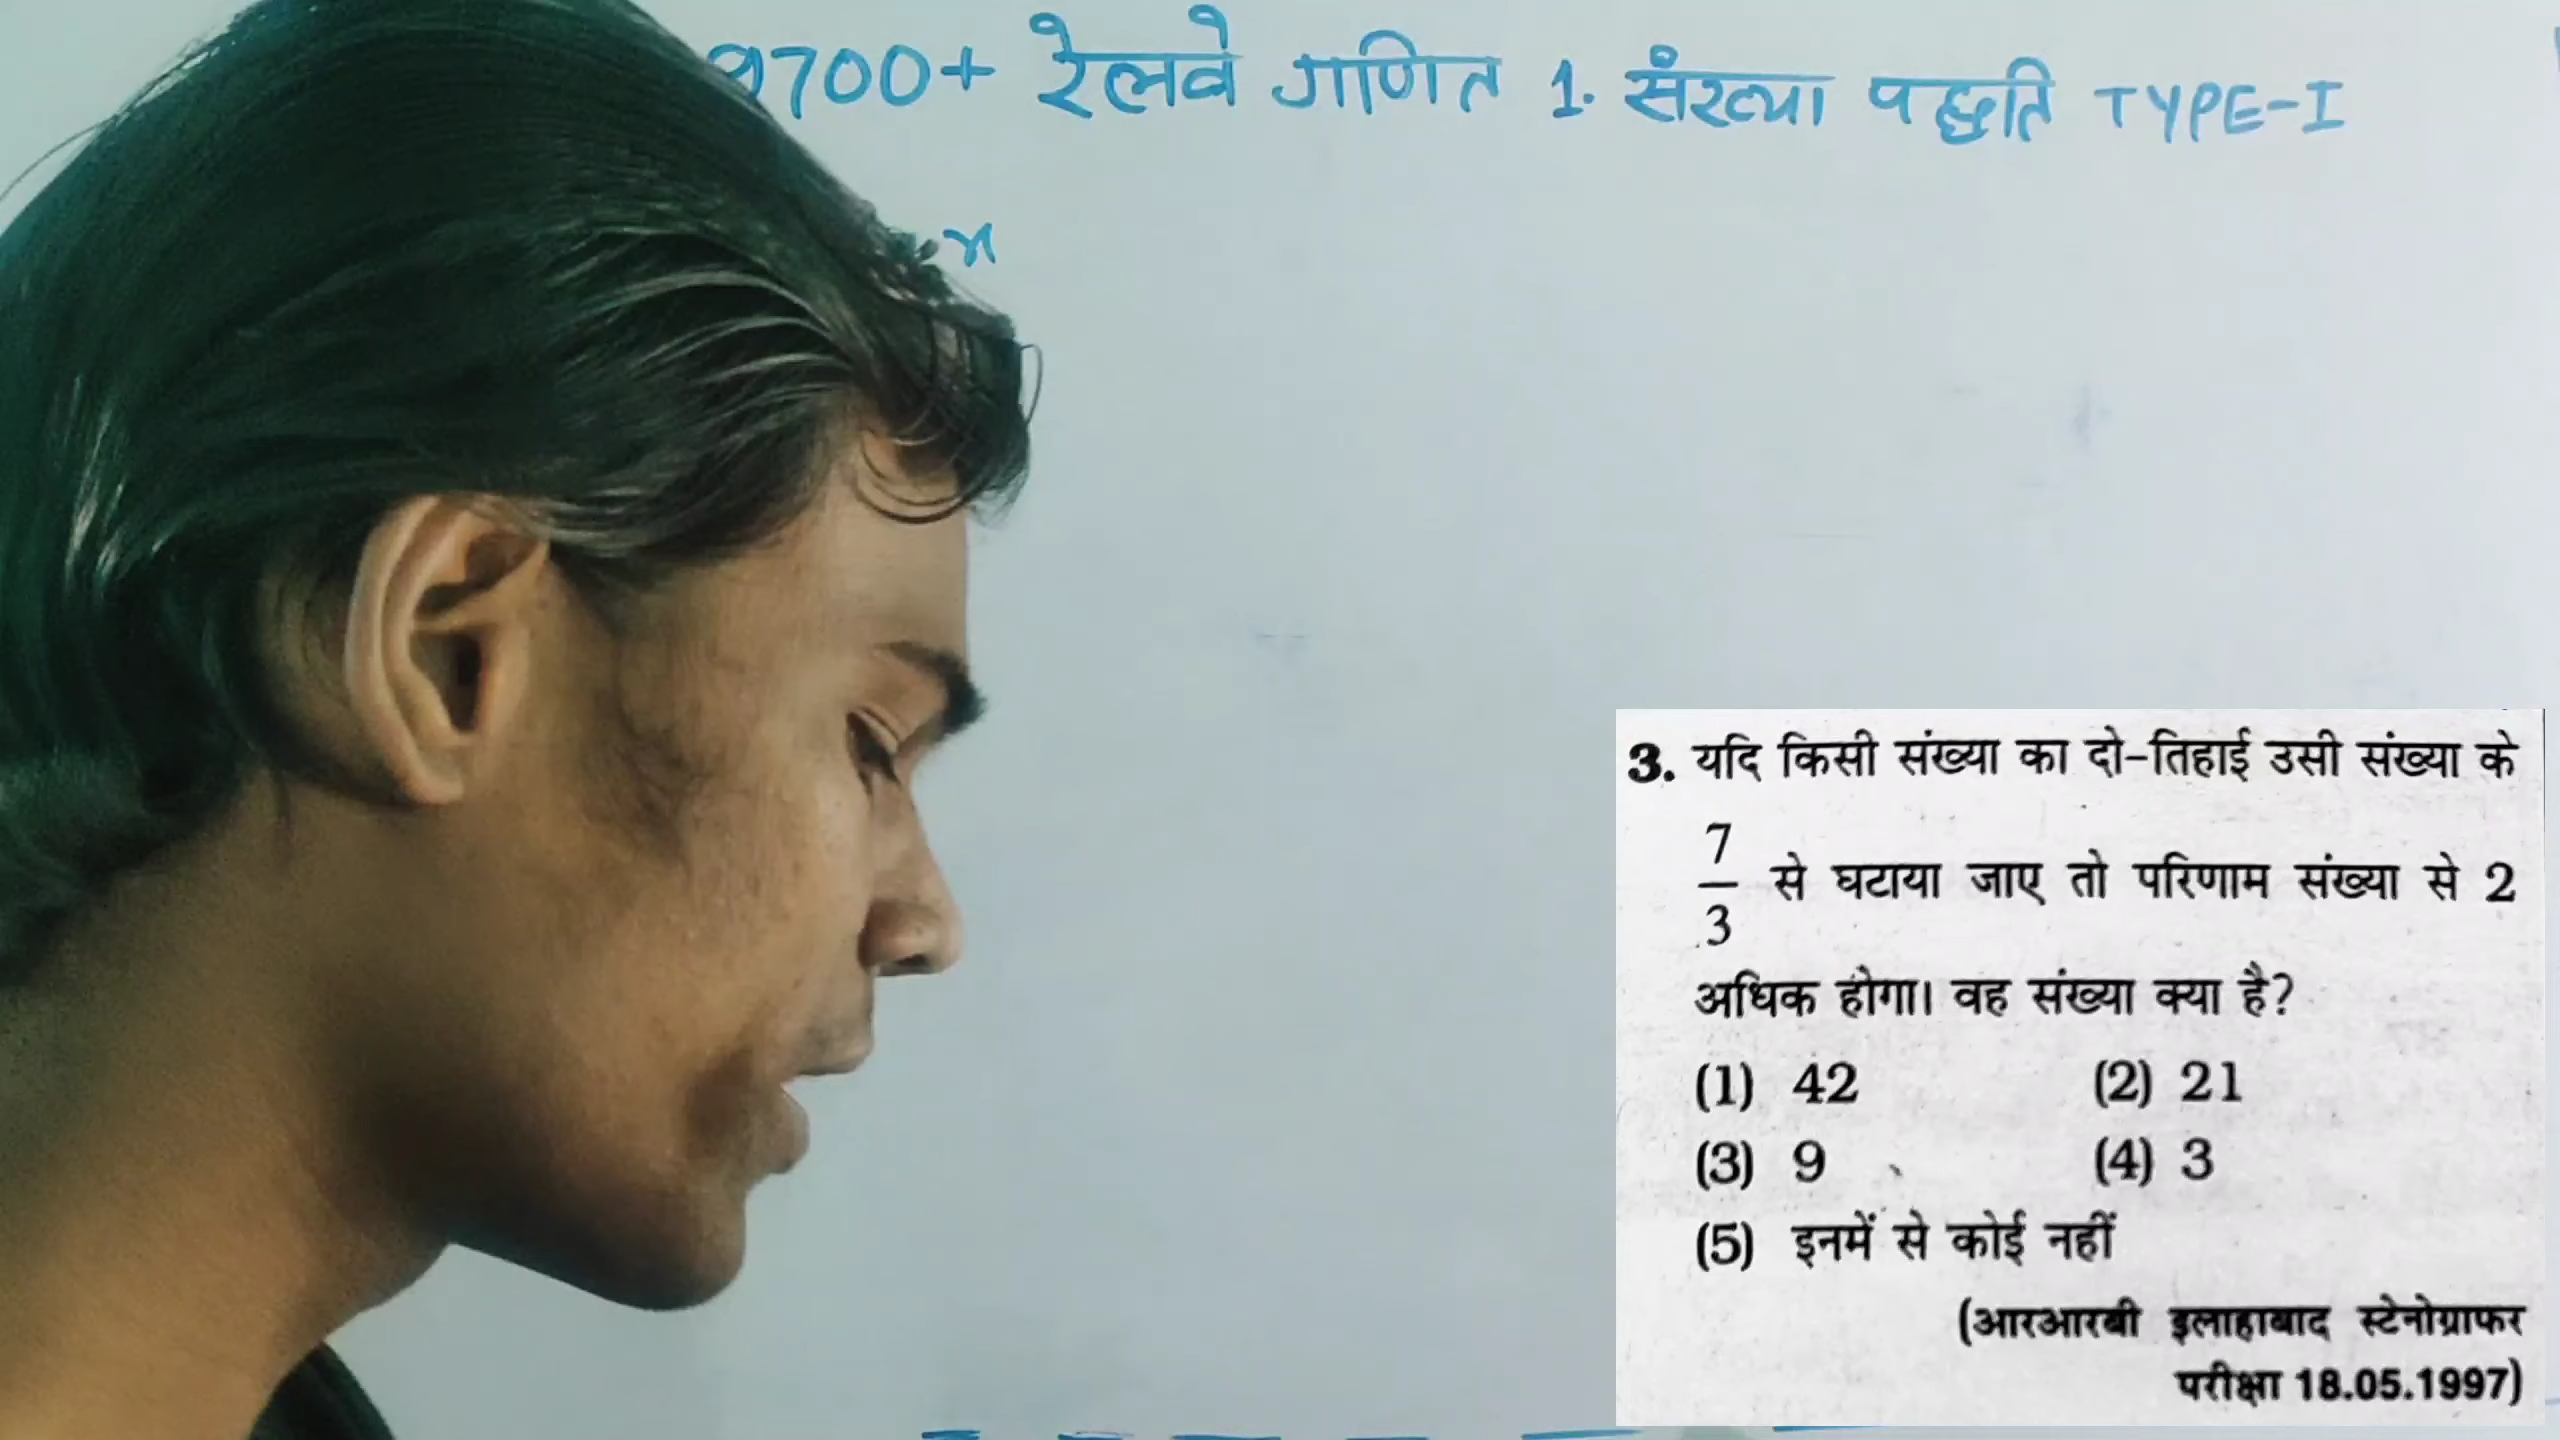 9700+ रेलवे गणित 1. संख्या पद्धति TYPE-I
x
3. यदि किसी संख्या का दो-तिहाई उसी संख्या के
7
3
से घटाया जाए तो परिणाम संख्या से 2
अधिक होगा। वह संख्या क्या है?
(1) 42 (2) 21
(3) 9 (4) 3
(5) इनमें से कोई नहीं
(आरआरबी इलाहाबाद स्टेनोग्राफर
परीक्षा 18.05.1997)